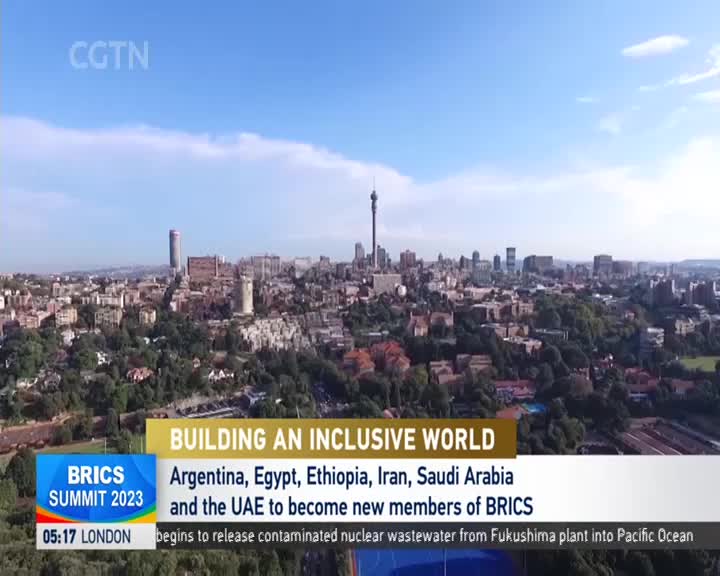 CGTN
BUILDING AN INCLUSIVE WORLD
BRICS
SUMMIT 2023
Argentina, Egypt, Ethiopia, Iran, Saudi Arabia
and the UAE to become new members of BRICS
05:17 LONDON
begins to release contaminated nuclear wastewater from Fukushima plant into Pacific Ocean